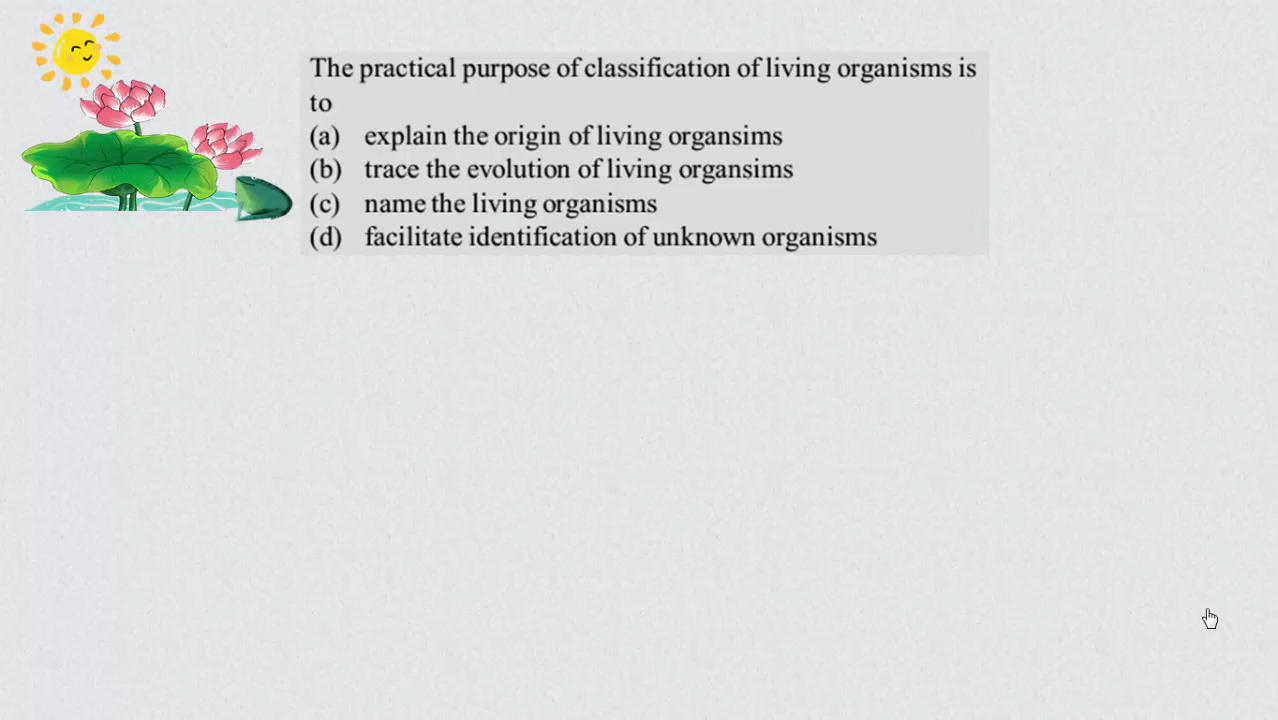 The practical purpose of classification of living organisms is
to
(a) explain the origin of living organsims
(b) trace the evolution of living organsims
(c) name the living organisms
(d) facilitate identification of unknown organisms